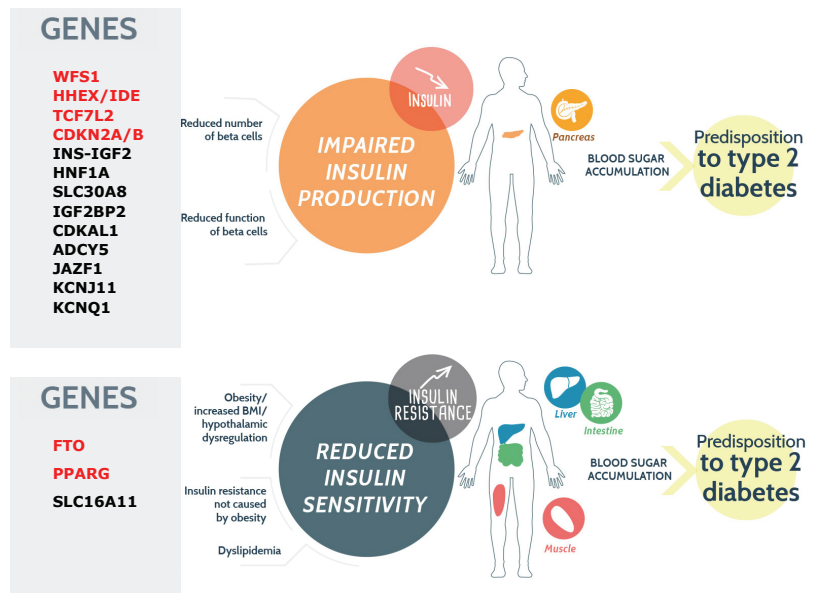 GENES
WFS1
HHEX/IDE
TCF7L2
CDKN2A/B
INS-IGF2
HNF1A
SLC30A8
IGF2BP2
CDKAL1
ADCY5
JAZF1
KCNJ11
KCNQ1
Reduced number
of beta cells
Reduced function
of beta cells
IMPAIRED
INSULIN
PRODUCTION
INSULIN
Pancreas
BLOOD SUGAR
ACCUMULATION
Predisposition
to type 2
diabetes
GENES
FTO
PPARG
SLC16A11
Obesity/
increased BMI/
hypothalamic
dysregulation
Insulin resistance
not caused
by obesity
Dyslipidemia
REDUCED
INSULIN
SENSITIVITY
INSULIN
RESISTANCE
Liver
Intestine
Muscle
BLOOD SUGAR
ACCUMULATION
Predisposition
to type 2
diabetes